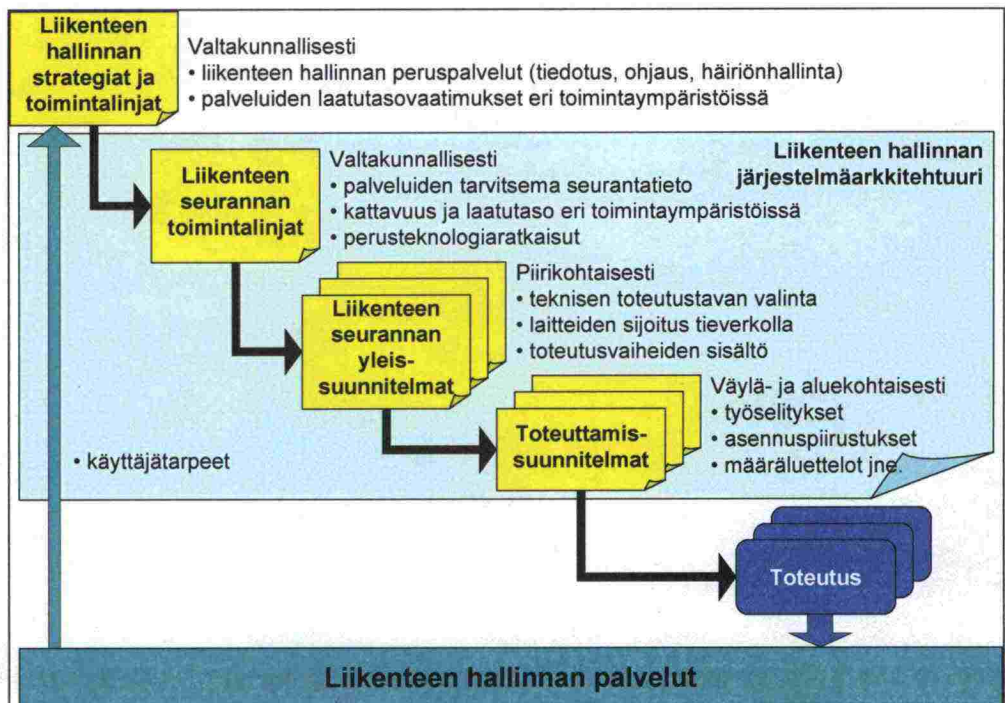 Liikenteen
hallinnan
strategiat ja
toimintalinjat
Valtakunnallisesti
• liikenteen hallinnan peruspalvelut (tiedotus, ohjaus, häiriönhallinta)
• palveluiden laatutasovaatimukset eri toimintaympäristöissä
Liikenteen hallinnan
järjestelmäarkkitehtuuri
Liikenteen
seurannan
toimintalinjat
Valtakunnallisesti
• palveluiden tarvitsema seurantatieto
• kattavuus ja laatutaso eri toimintaympäristöissä
• perusteknologiaratkaisut
Liikenteen
seurannan
yleis-
suunnitelmat
Piirikohtaisesti
• teknisen toteutustavan valinta
• laitteiden sijoitus tieverkolla
• toteutusvaiheiden sisältö
Toteuttamis-
suunnitelmat
Väylä- ja aluekohtaisesti
• työselitykset
• asennuspiirustukset
• määräluettelot jne.
• käyttäjätarpeet
Toteutus
Liikenteen hallinnan palvelut